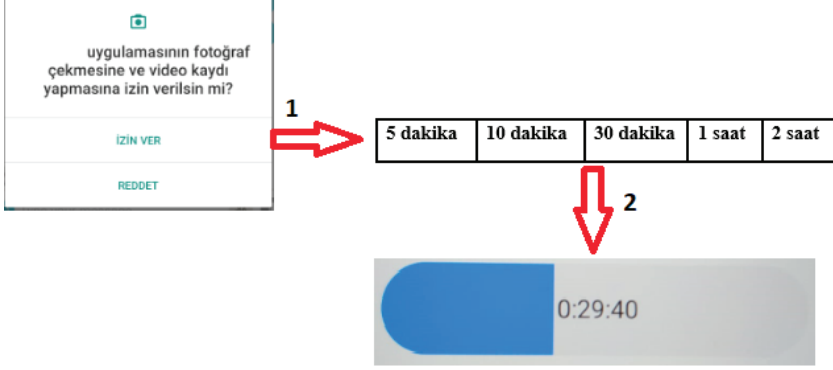 uygulamasının fotoğraf
çekmesine ve video kaydı
yapmasına izin verilsin mi?
İZİN VER
REDDET
1
5 dakika 10 dakika 30 dakika 1 saat 2 saat
2
0:29:40